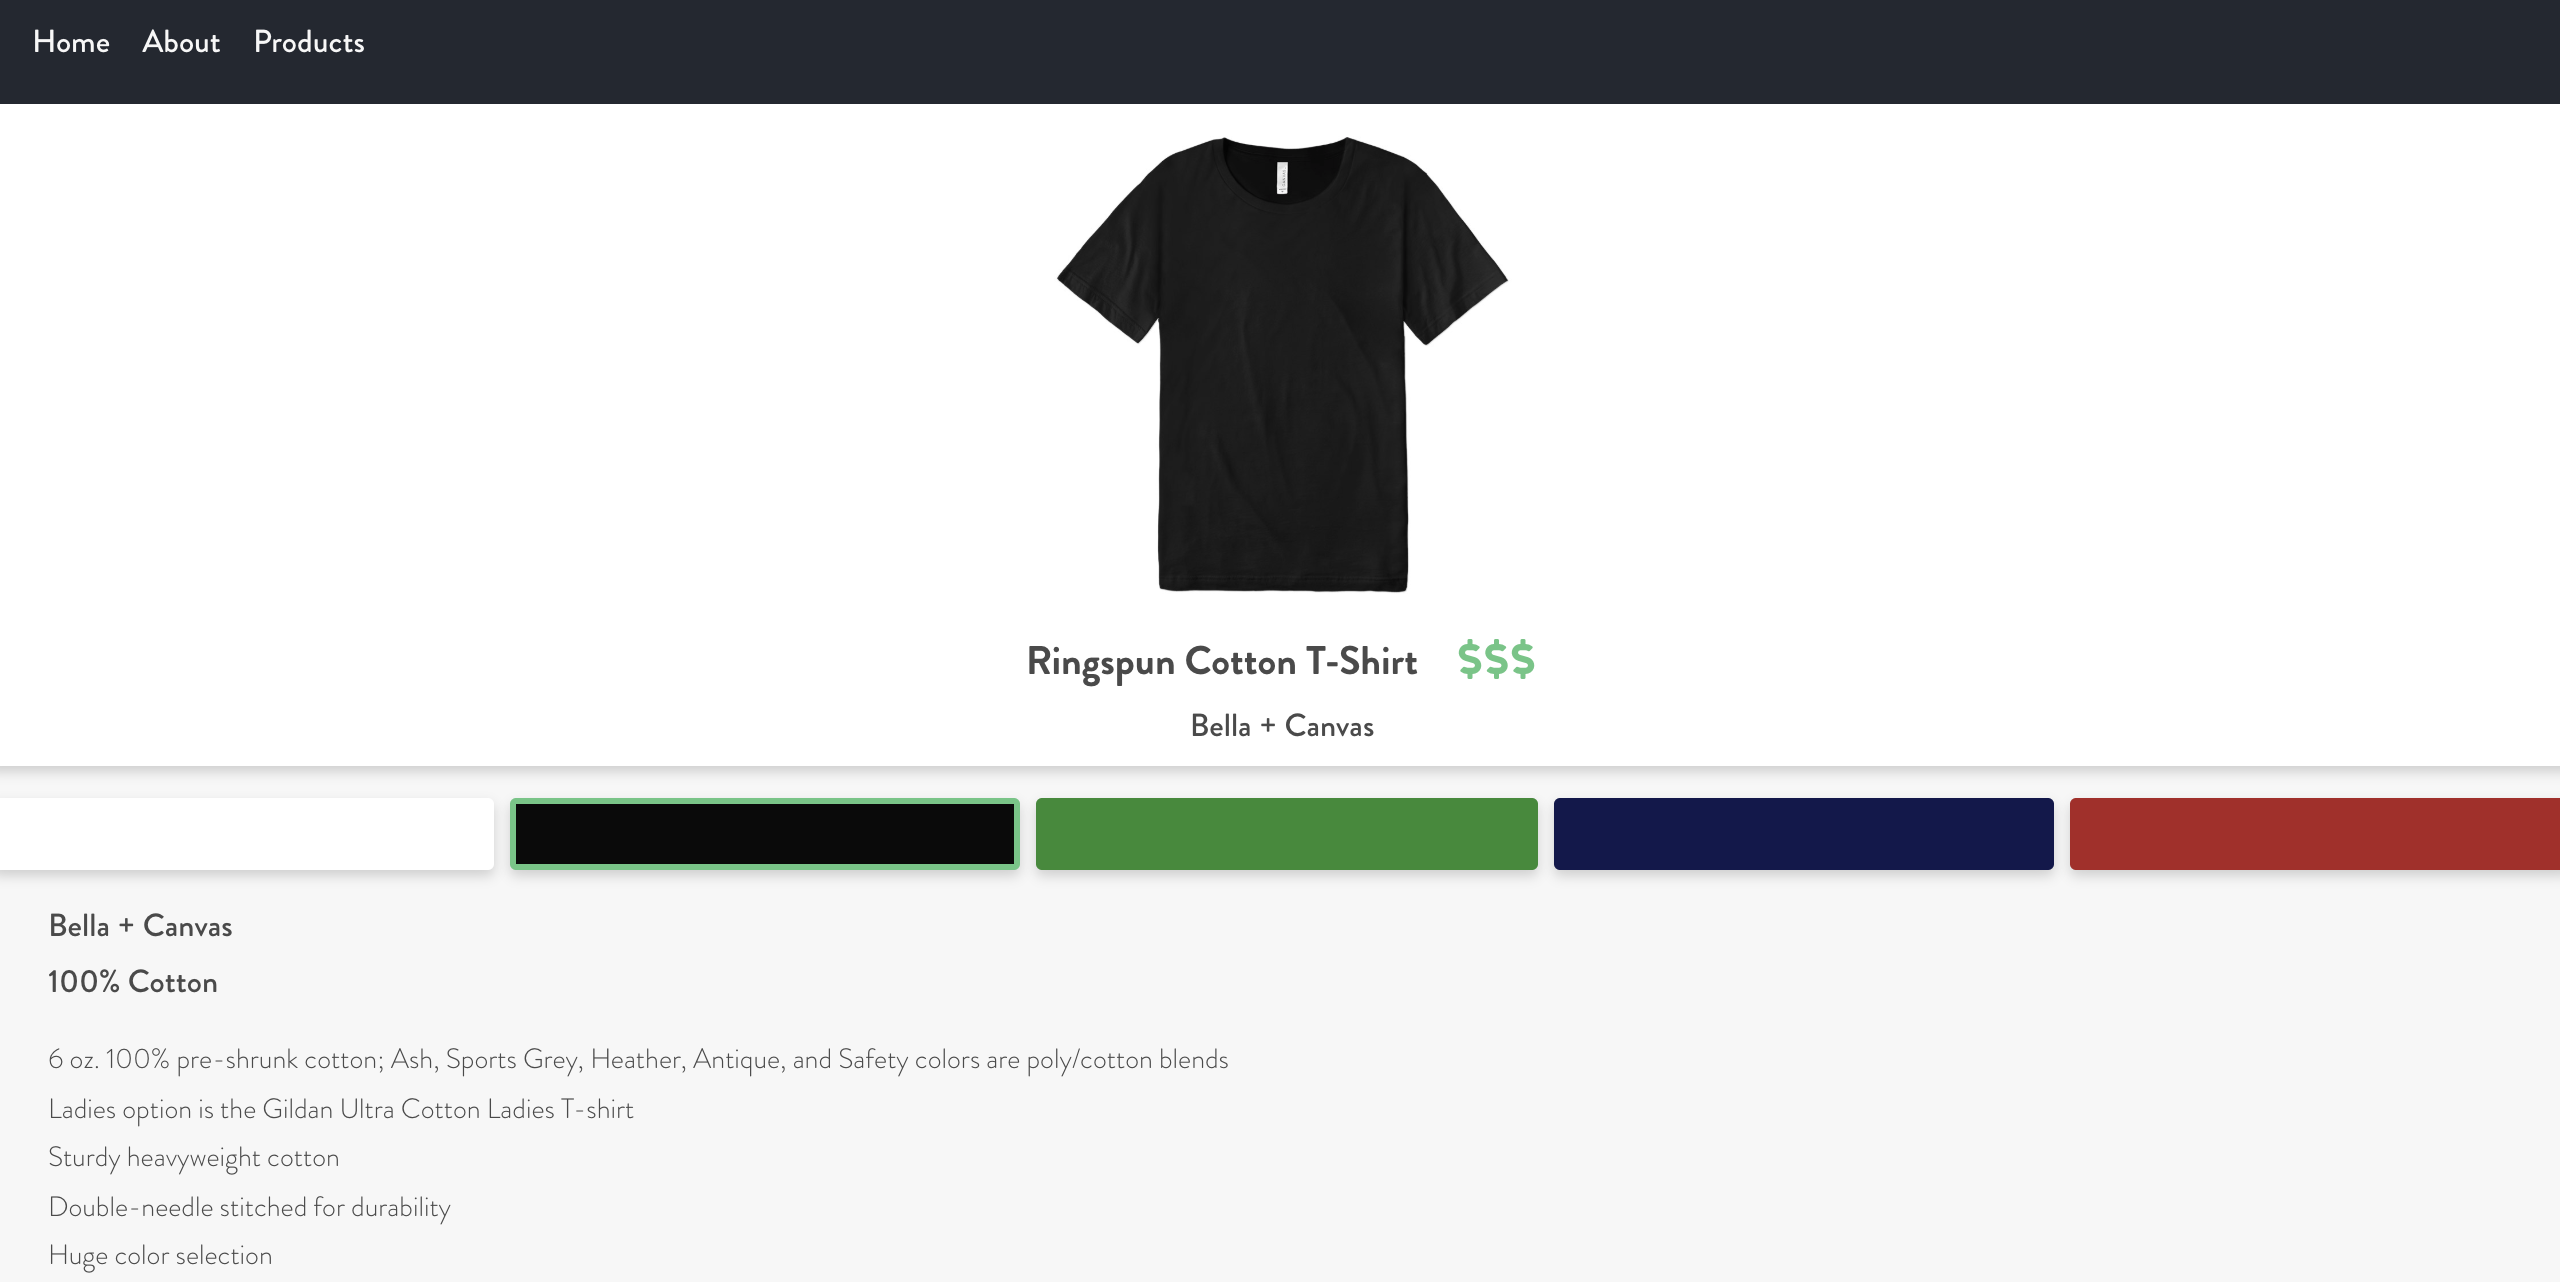 Home About Products
Ringspun Cotton T-Shirt $$$
Bella + Canvas
Bella + Canvas
100% Cotton
6 oz. 100% pre-shrunk cotton; Ash, Sports Grey, Heather, Antique, and Safety colors are poly/cotton blends
Ladies option is the Gildan Ultra Cotton Ladies T-shirt
Sturdy heavyweight cotton
Double-needle stitched for durability
Huge color selection